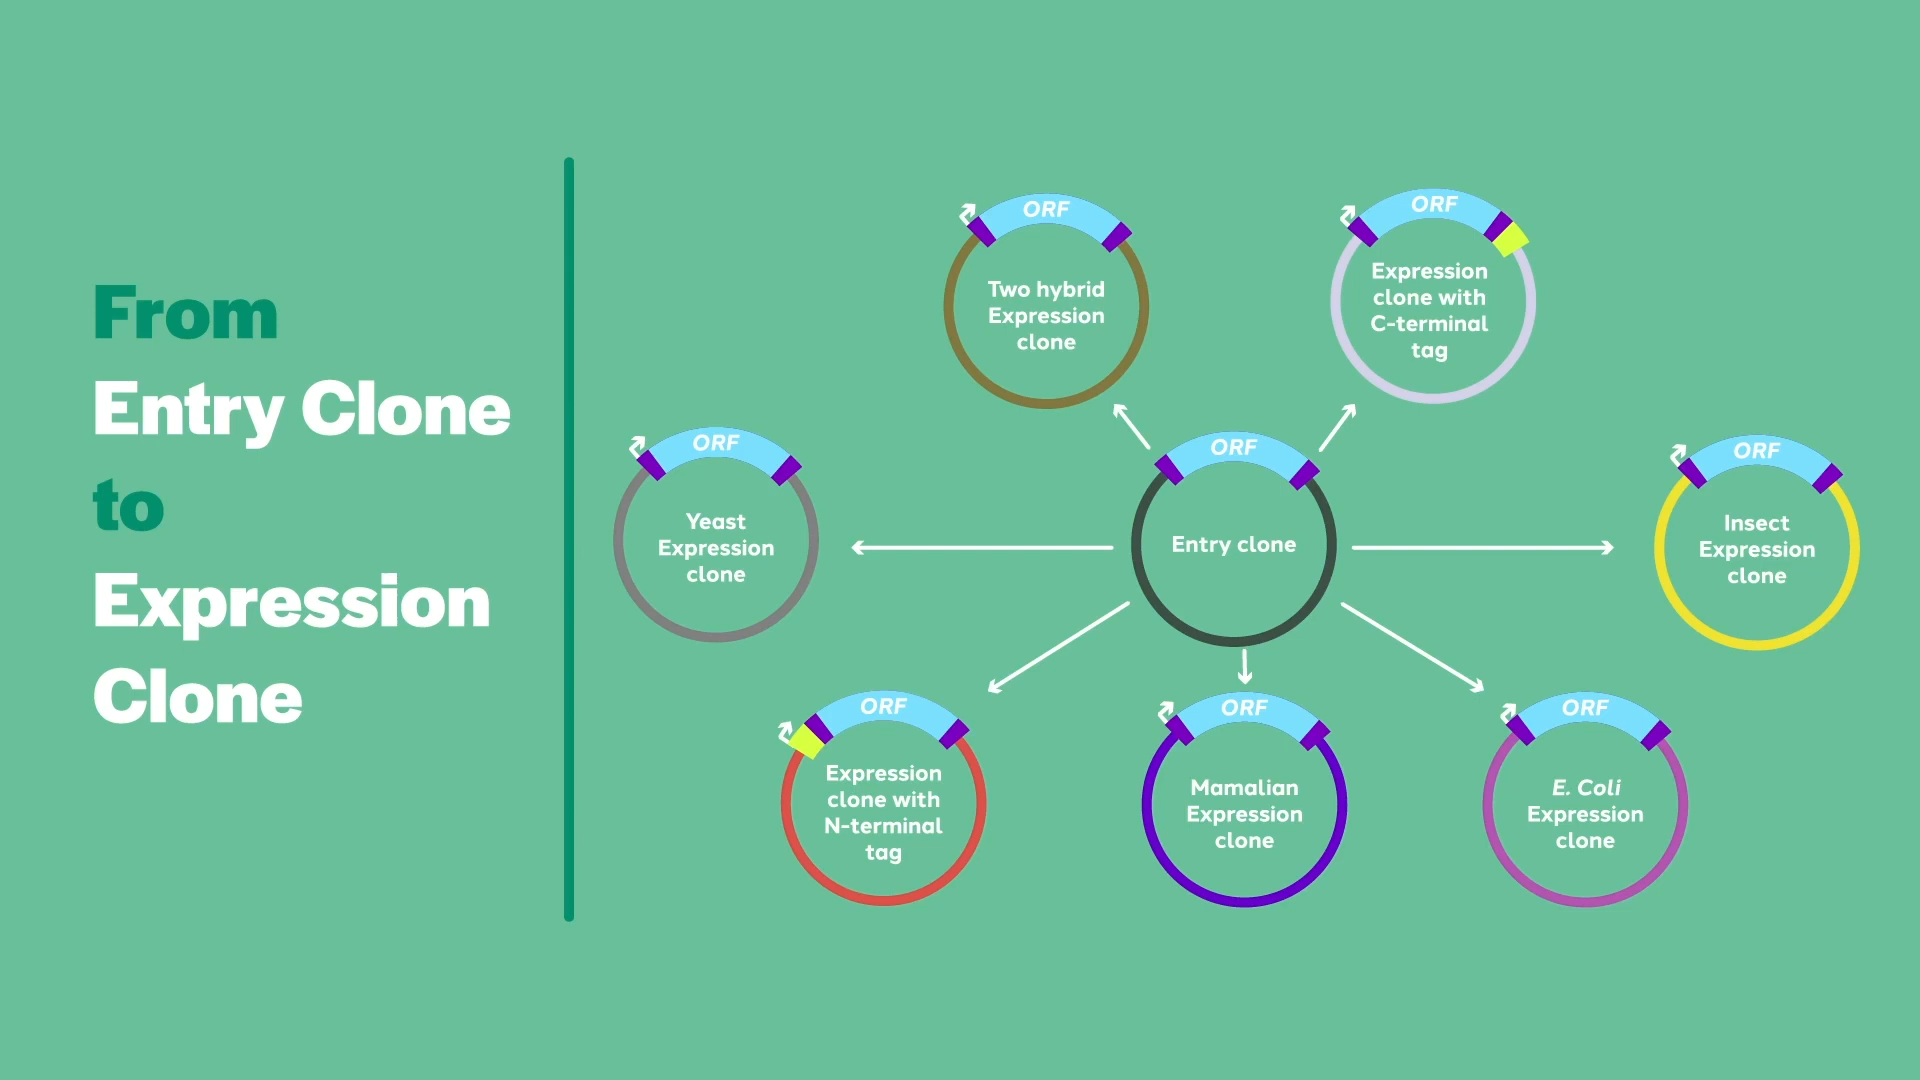 From
Entry Clone
to
Expression
Clone
ORF
Two hybrid
Expression
clone
ORF
Expression
clone with
C-terminal
tag
ORF
Yeast
Expression
clone
ORF
Entry clone
ORF
Insect
Expression
clone
ORF
Expression
clone with
N-terminal
tag
ORF
Mamalian
Expression
clone
ORF
E. Coli
Expression
clone